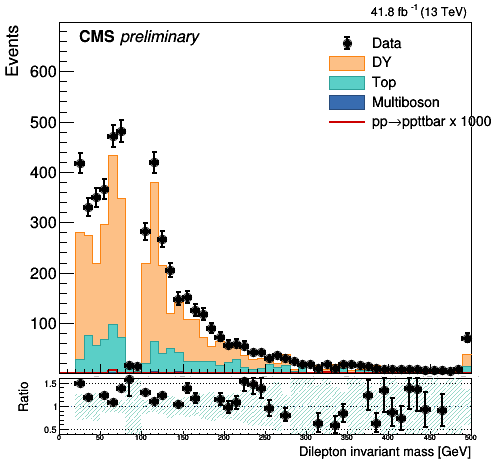 41.8 fb⁻¹ (13 TeV)
CMS preliminary
Events
600
500
400
300
200
100
Data
DY
Top
Multiboson
pp→ppttbar x 1000
Ratio
1.5
1
0.5
0 50 100 150 200 250 300 350 400 450 500
Dilepton invariant mass [GeV]